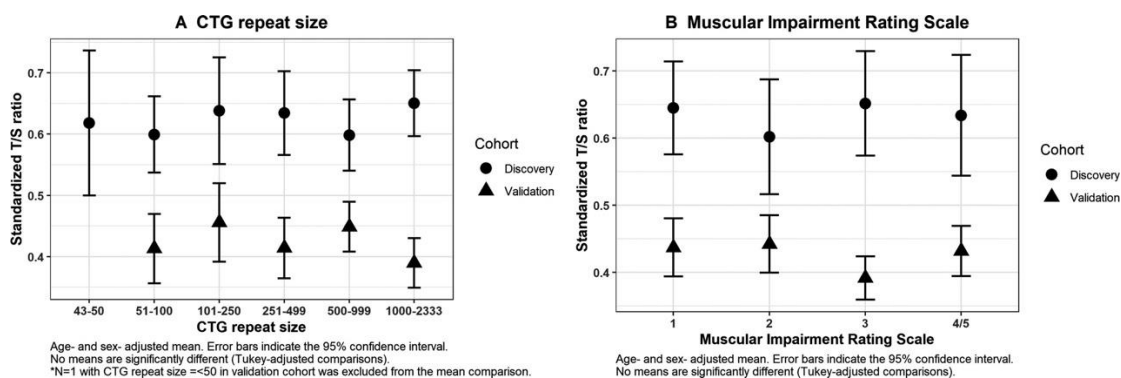 A CTG repeat size
Standardized T/S ratio
0.7
0.6
0.5
0.4
43-50 51-100 101-250 251-499 500-999 1000-2333
CTG repeat size
Cohort
Discovery
Validation
Age- and sex- adjusted mean. Error bars indicate the 95% confidence interval.
No means are significantly different (Tukey-adjusted comparisons).
*N=1 with CTG repeat size =<50 in validation cohort was excluded from the mean comparison.
B Muscular Impairment Rating Scale
Standardized T/S ratio
0.7
0.6
0.5
0.4
1 2 3 4/5
Muscular Impairment Rating Scale
Cohort
Discovery
Validation
Age- and sex- adjusted mean. Error bars indicate the 95% confidence interval.
No means are significantly different (Tukey-adjusted comparisons).